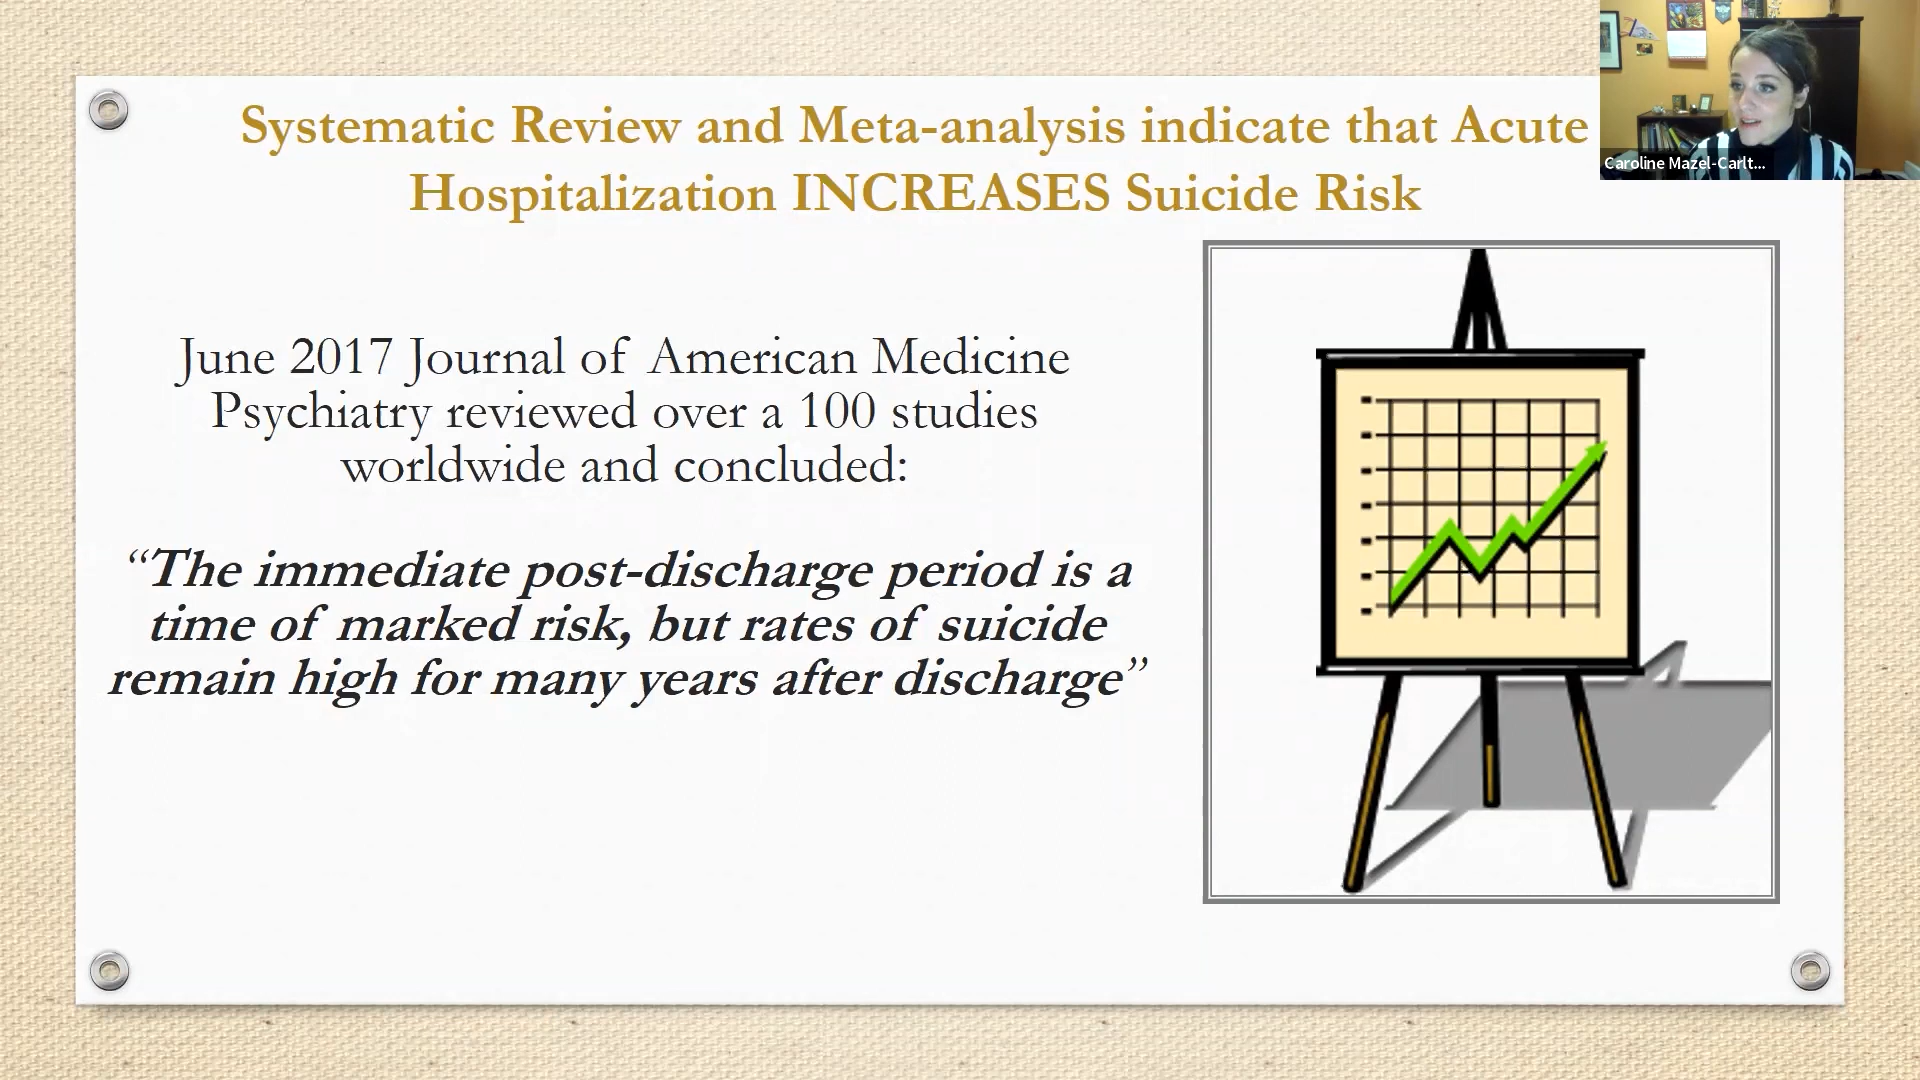 Systematic Review and Meta-analysis indicate that Acute
Hospitalization INCREASES Suicide Risk
Caroline Mazel-Carlt...
June 2017 Journal of American Medicine
Psychiatry reviewed over a 100 studies
worldwide and concluded:
“The immediate post-discharge period is a
time of marked risk, but rates of suicide
remain high for many years after discharge”